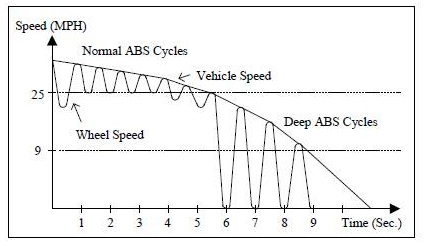 Speed (MPH)
Normal ABS Cycles
Vehicle Speed
25
Deep ABS Cycles
Wheel Speed
9
1 2 3 4 5 6 7 8 9 Time (Sec.)